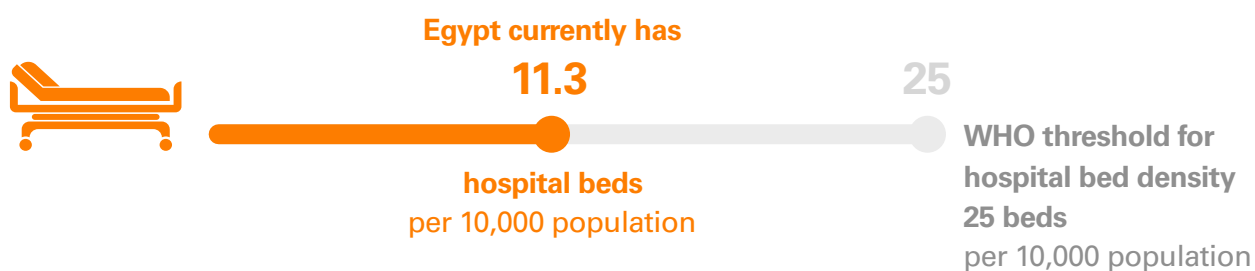 Egypt currently has
11.3
25
hospital beds
per 10,000 population
WHO threshold for
hospital bed density
25 beds
per 10,000 population